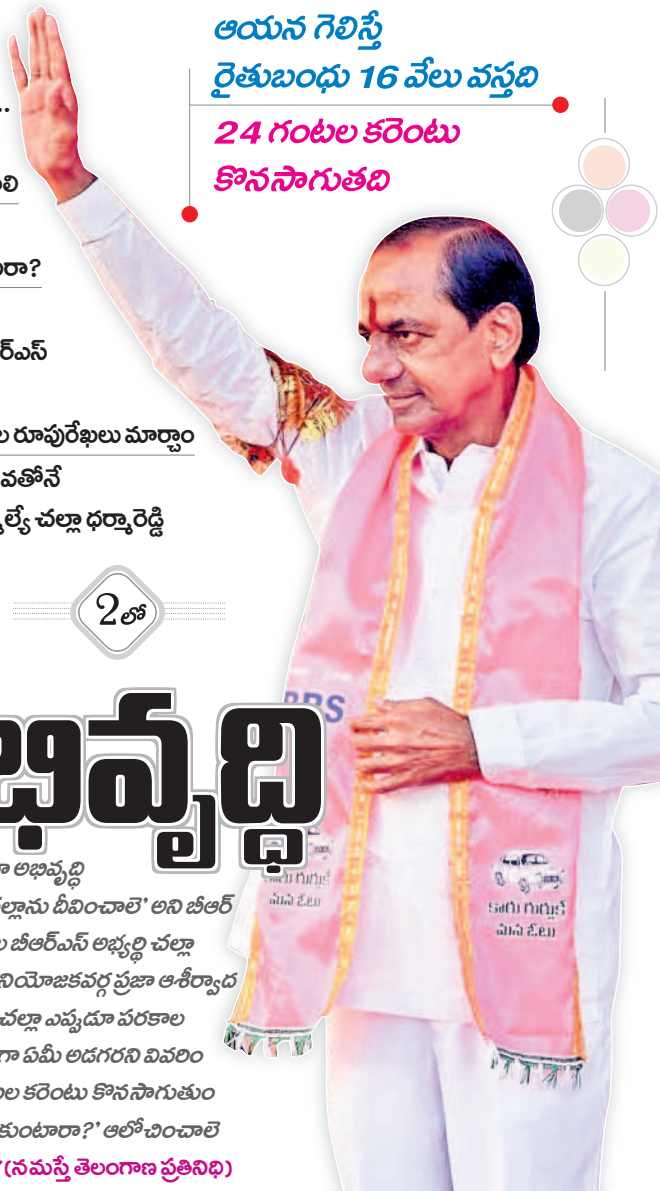 ఆయన గెలిస్తే
రైతుబంధు 16 వేలు వస్తది
24 గంటల కరెంటు
కొనసాగుతది
..
లి
రా?
ర్ఎస్
ల రూపురేఖలు మార్చాం
వతోనే
ల్యే చల్లా ధర్మారెడ్డి
2లో
భివృద్ధి
BRS
కారు గుర్తుకే
మన ఓటు
కారు గుర్తుకే
మన ఓటు
అభివృద్ధి
ల్లాను దీవించాలె' అని బీఆర్
ల బీఆర్ఎస్ అభ్యర్థి చల్లా
నియోజకవర్గ ప్రజా ఆశీర్వాద
చల్లా ఎప్పుడూ పరకాల
గా ఏమీ అడగరని వివరిం
ల కరెంటు కొనసాగుతుం
కుంటారా?' ఆలోచించాలె
(నమస్తే తెలంగాణ ప్రతినిధి)